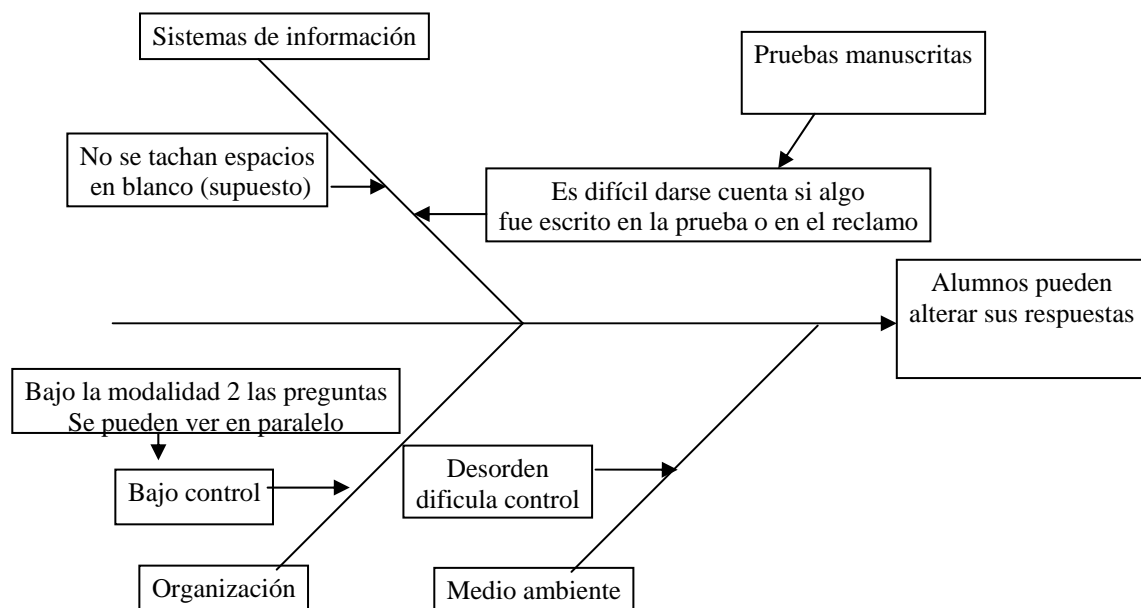 Sistemas de información
Pruebas manuscritas
No se tachan espacios
en blanco (supuesto)
Es difícil darse cuenta si algo
fue escrito en la prueba o en el reclamo
Alumnos pueden
alterar sus respuestas
Bajo la modalidad 2 las preguntas
Se pueden ver en paralelo
Bajo control
Desorden
dificula control
Organización
Medio ambiente